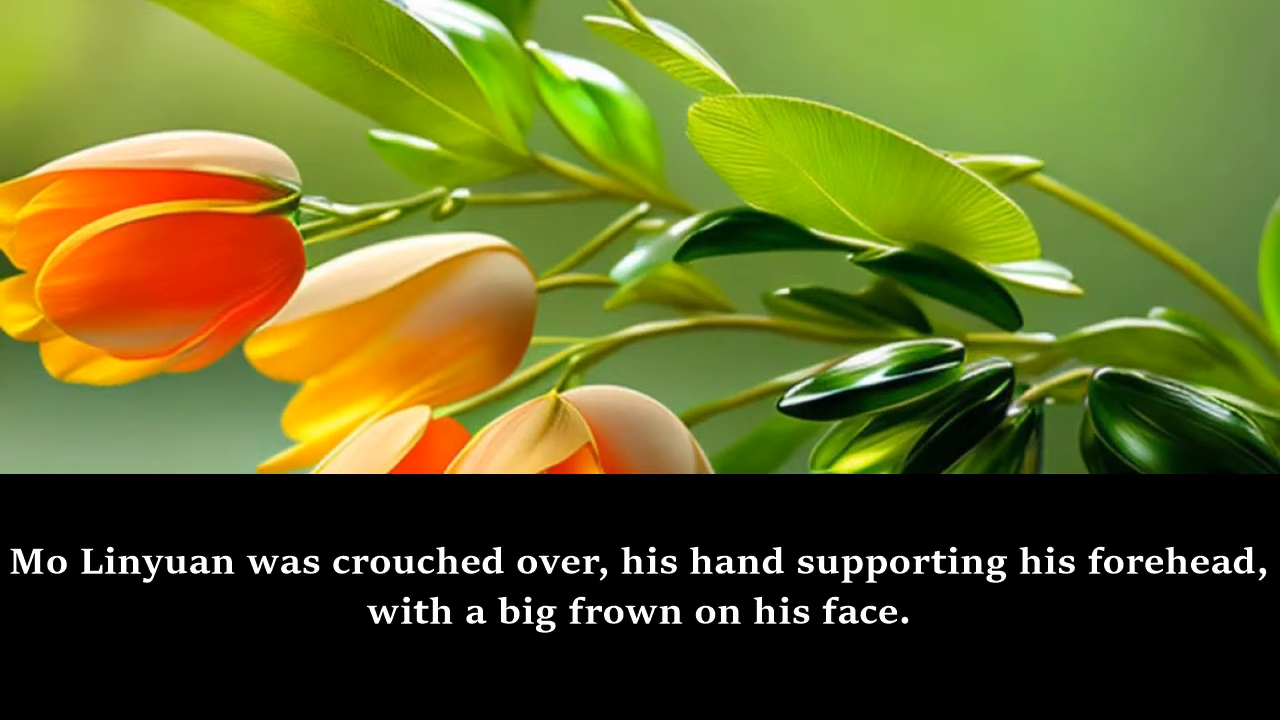 Mo Linyuan was crouched over, his hand supporting his forehead,
with a big frown on his face.